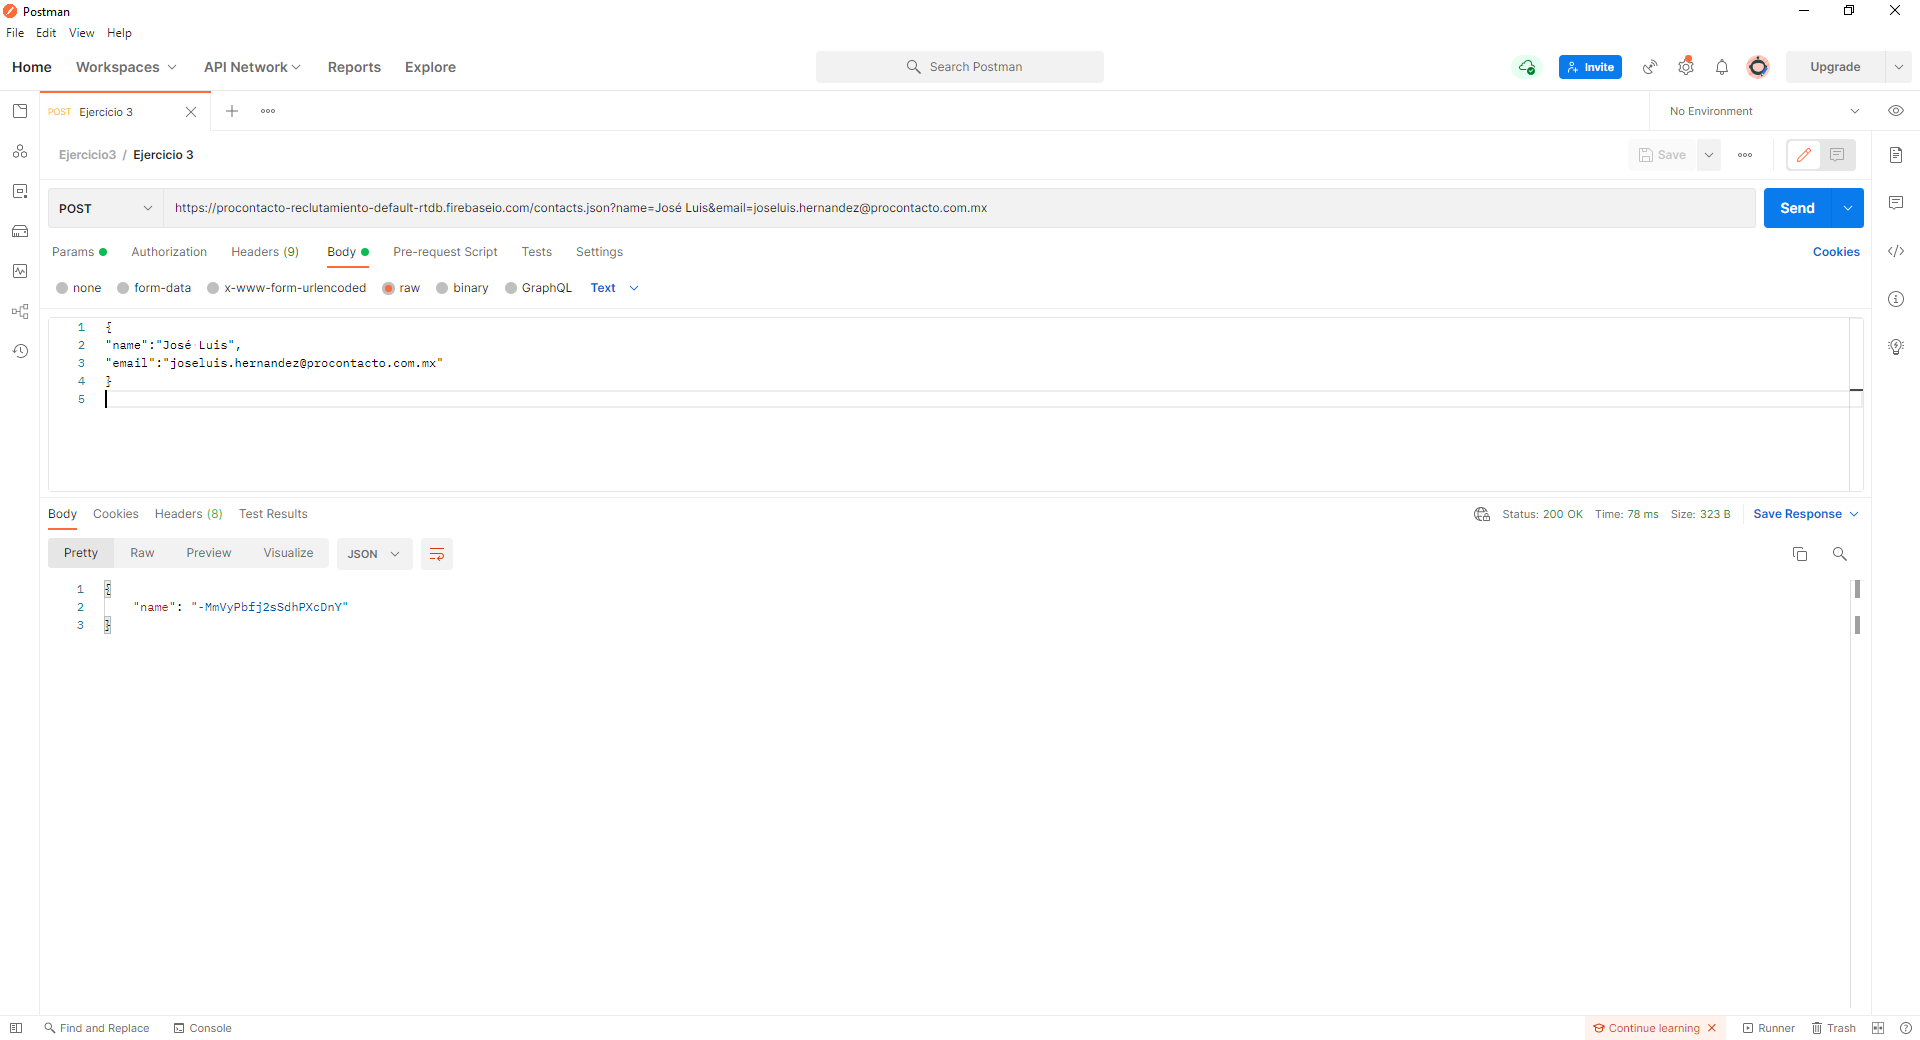 Postman
File Edit View Help
Home Workspaces API Network Reports Explore Search Postman Invite Upgrade
POST Ejercicio 3 No Environment
Ejercicio3 / Ejercicio 3 Save
POST https://procontacto-reclutamiento-default-rtdb.firebaseio.com/contacts.json?name=José Luis&email=joseluis.hernandez@procontacto.com.mx Send
Params Authorization Headers (9) Body Pre-request Script Tests Settings Cookies
none form-data x-www-form-urlencoded raw binary GraphQL Text
1 {
2 "name":"José Luis",
3 "email":"joseluis.hernandez@procontacto.com.mx"
4 }
5
Body Cookies Headers (8) Test Results Status: 200 OK Time: 78 ms Size: 323 B Save Response
Pretty Raw Preview Visualize JSON
1 {
2 "name": "-MmVyPbfj2sSdhPXcDnY"
3 }
Find and Replace Console Continue learning Runner Trash